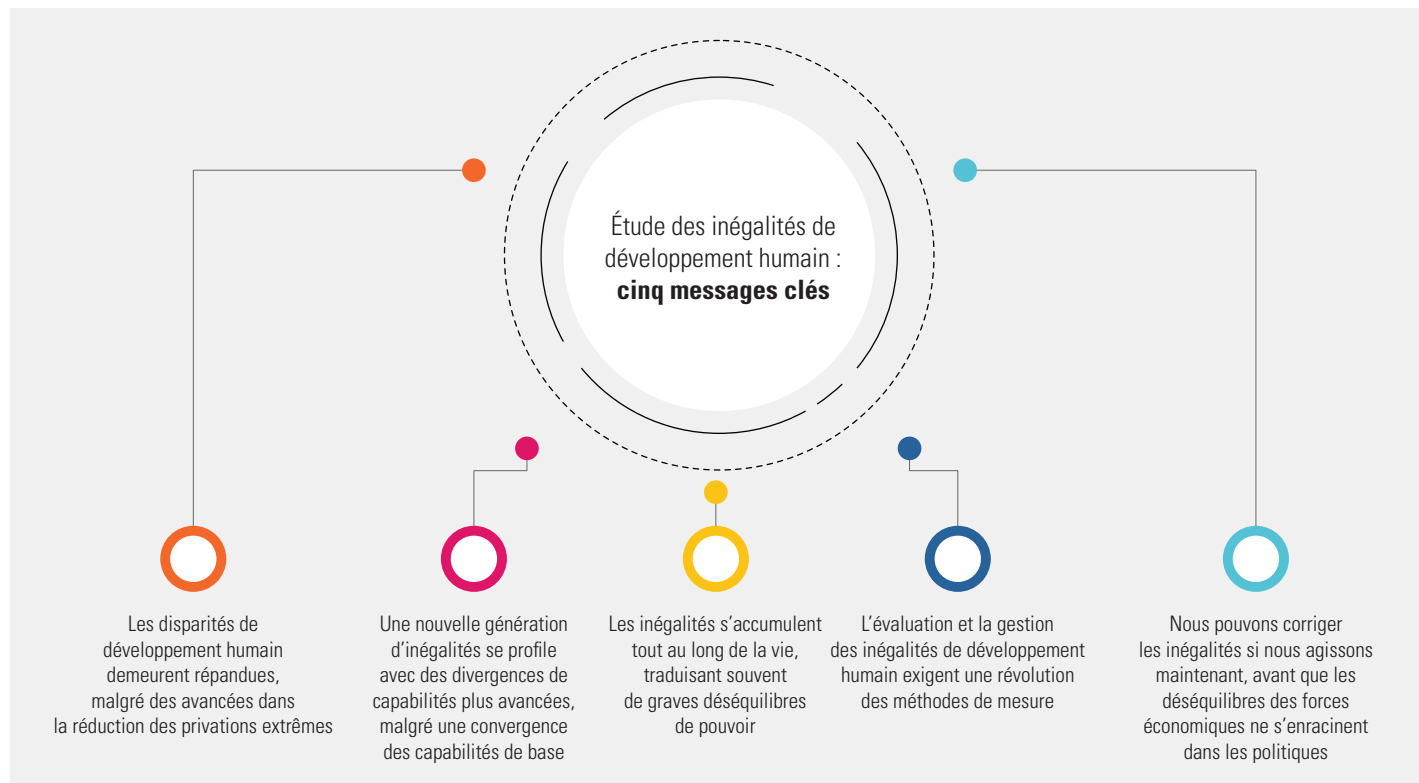 Étude des inégalités de
développement humain :
cinq messages clés
Les disparités de
développement humain
demeurent répandues,
malgré des avancées dans
la réduction des privations extrêmes
Une nouvelle génération
d’inégalités se profile
avec des divergences de
capabilités plus avancées,
malgré une convergence
des capabilités de base
Les inégalités s’accumulent
tout au long de la vie,
traduisant souvent
de graves déséquilibres
de pouvoir
L’évaluation et la gestion
des inégalités de développement
humain exigent une révolution
des méthodes de mesure
Nous pouvons corriger
les inégalités si nous agissons
maintenant, avant que les
déséquilibres des forces
économiques ne s’enracinent
dans les politiques